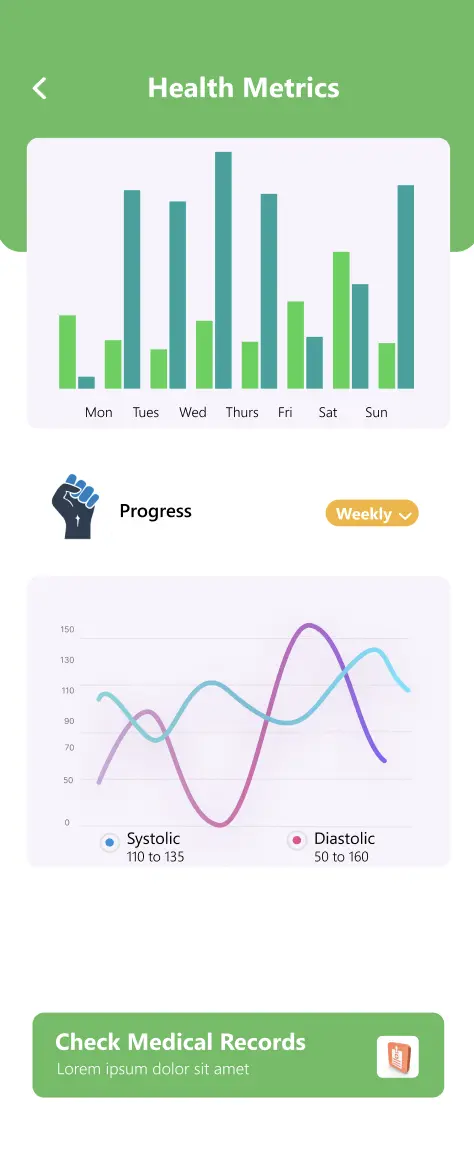 Health Metrics
Mon Tues Wed Thurs Fri Sat Sun
Progress
Weekly
150
130
110
90
70
50
0
Systolic
110 to 135
Diastolic
50 to 160
Check Medical Records
Lorem ipsum dolor sit amet